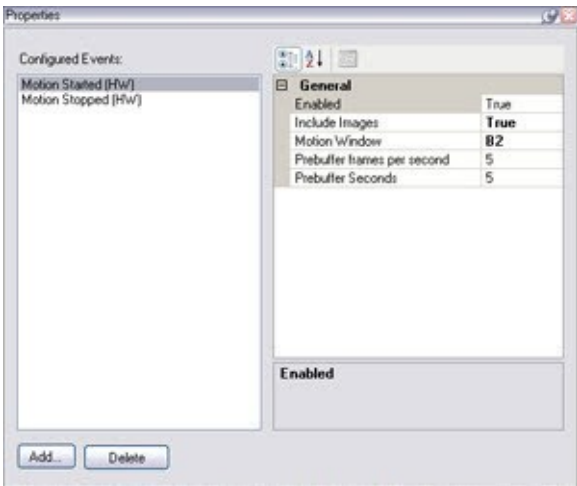 Properties
Configured Events:
Motion Started (HW)
Motion Stopped (HW)
General
Enabled True
Include Images True
Motion Window B2
Prebuffer frames per second 5
Prebuffer Seconds 5
Enabled
Add...
Delete